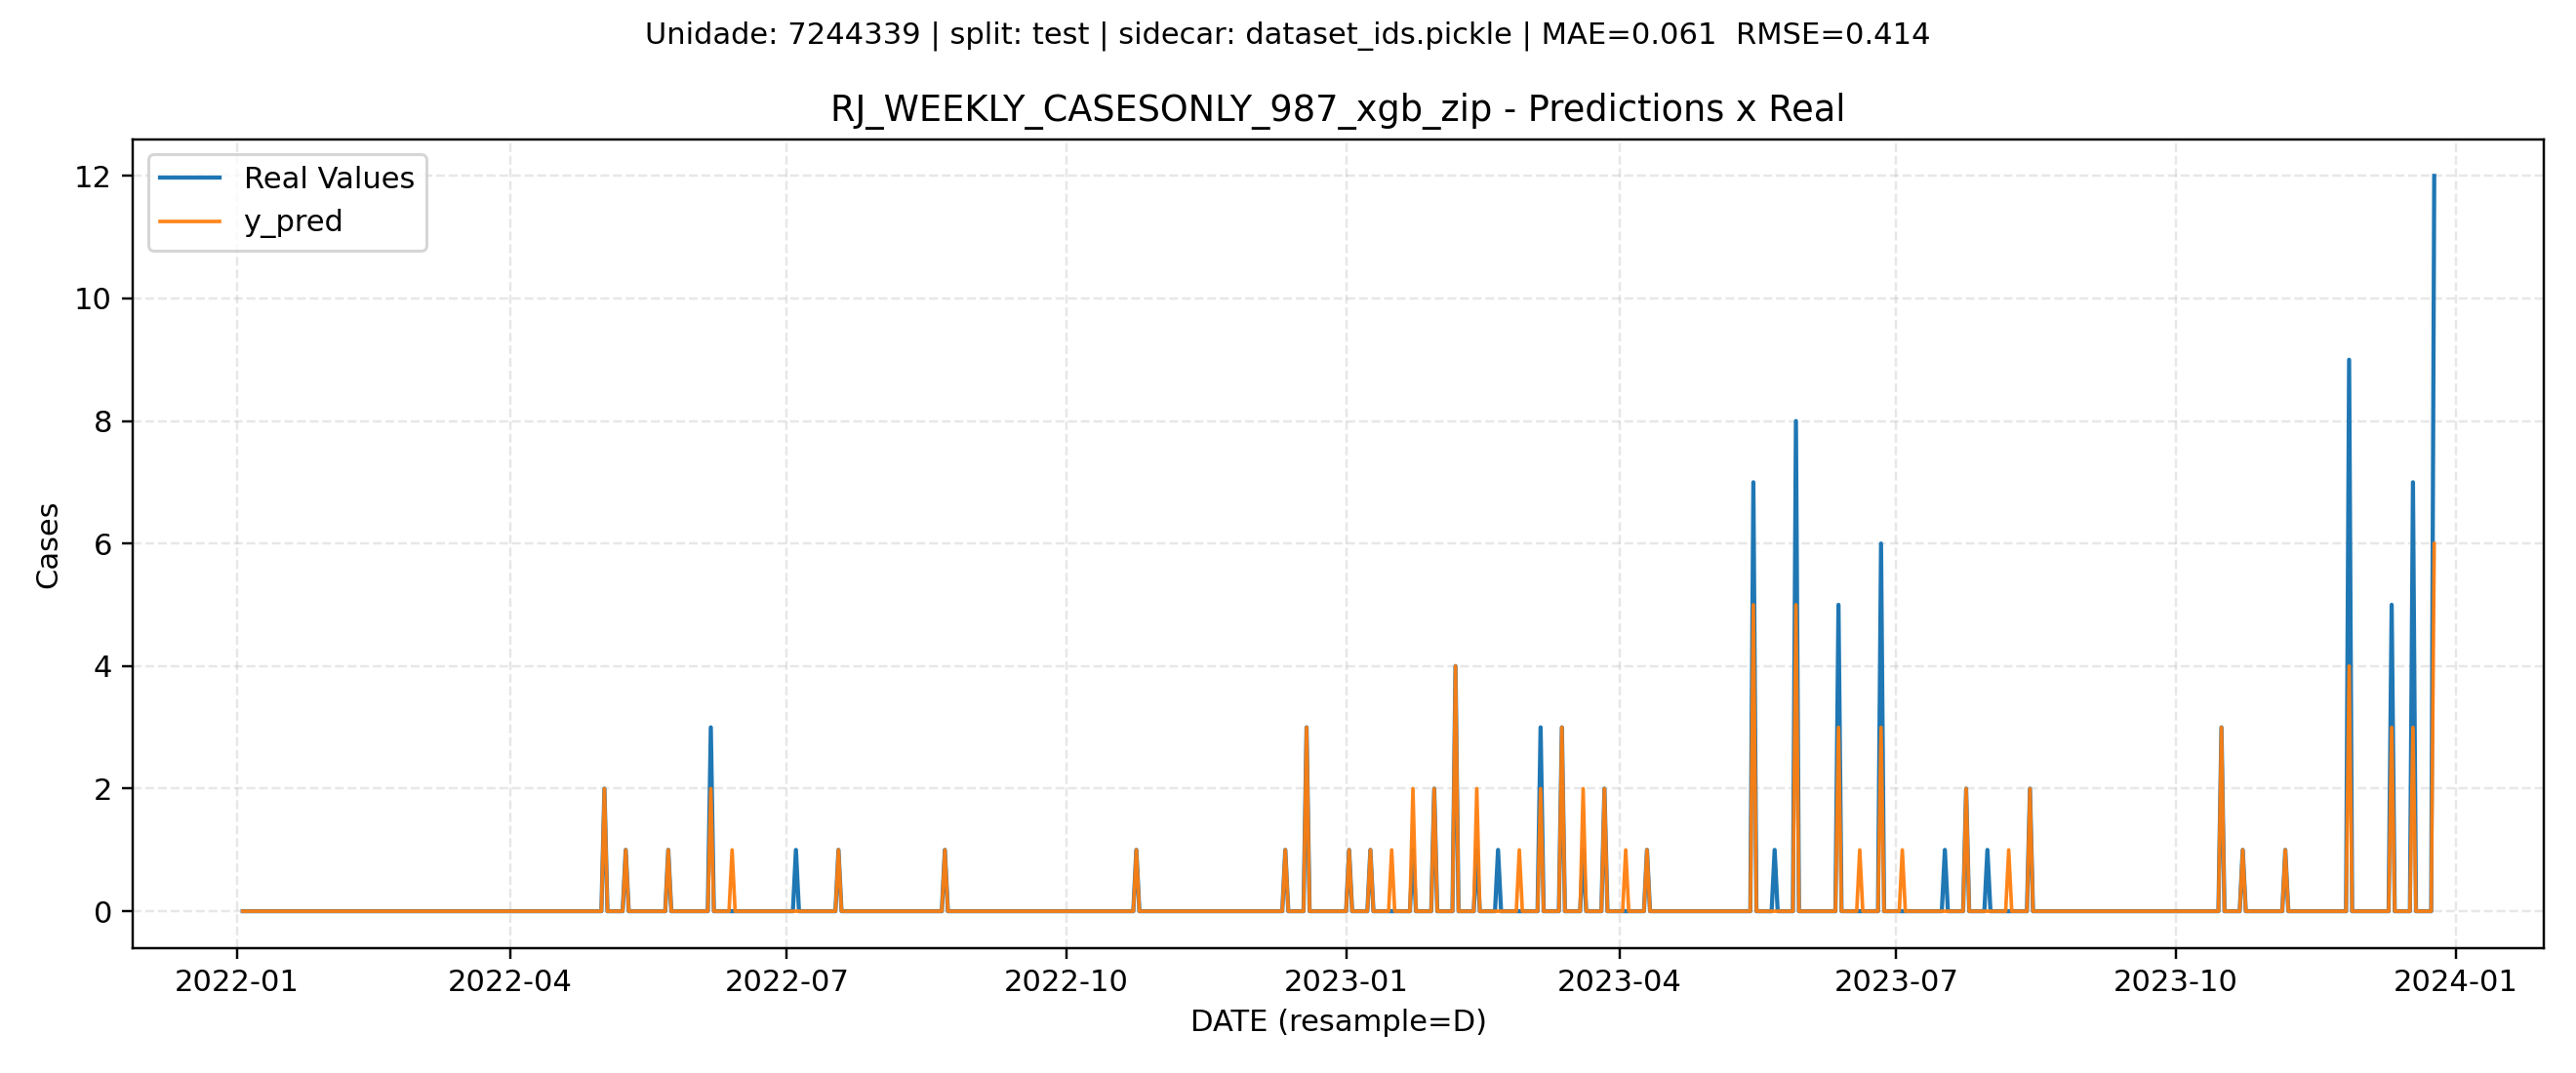 Unidade: 7244339 | split: test | sidecar: dataset_ids.pickle | MAE=0.061  RMSE=0.414
RJ_WEEKLY_CASESONLY_987_xgb_zip - Predictions x Real
Real Values
y_pred
12
10
8
6
4
2
0
Cases
2022-01
2022-04
2022-07
2022-10
2023-01
2023-04
2023-07
2023-10
2024-01
DATE (resample=D)